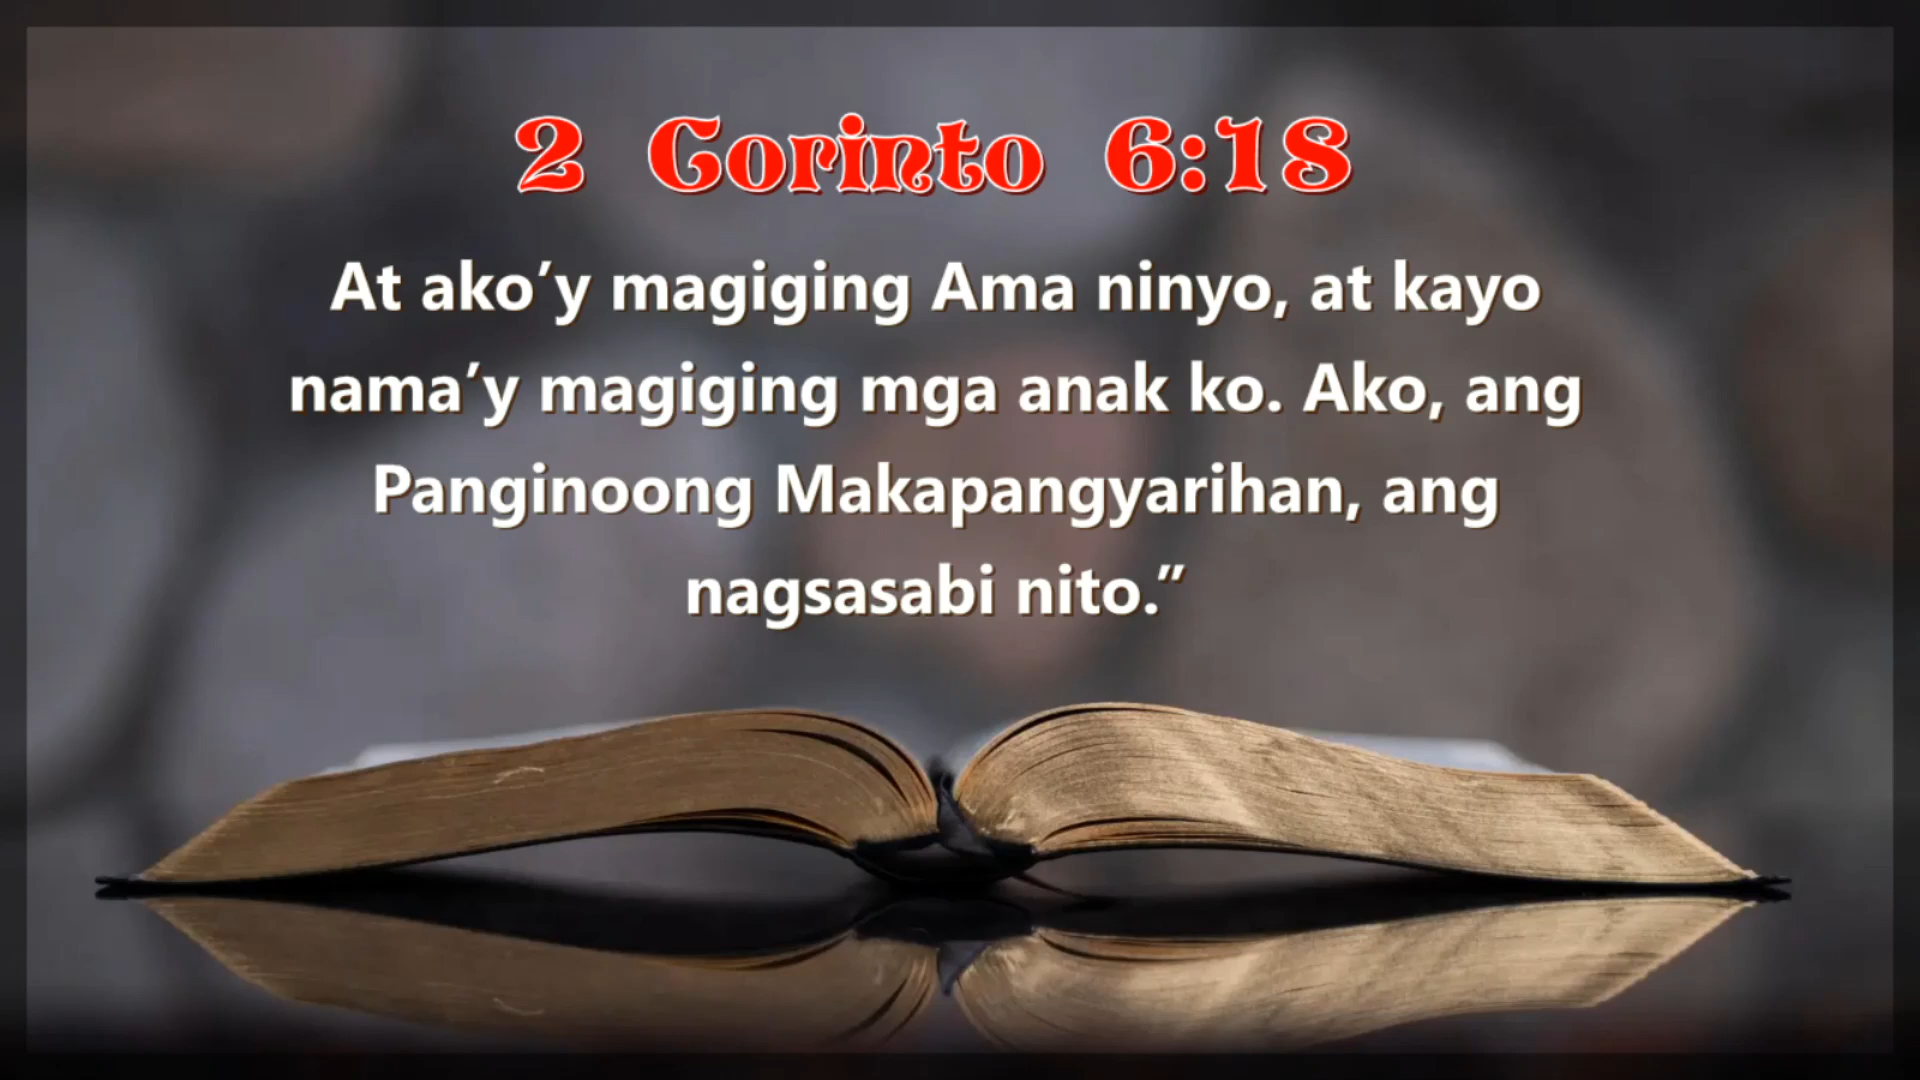 2 Corinto 6:18
At ako’y magiging Ama ninyo, at kayo
nama’y magiging mga anak ko. Ako, ang
Panginoong Makapangyarihan, ang
nagsasabi nito.”